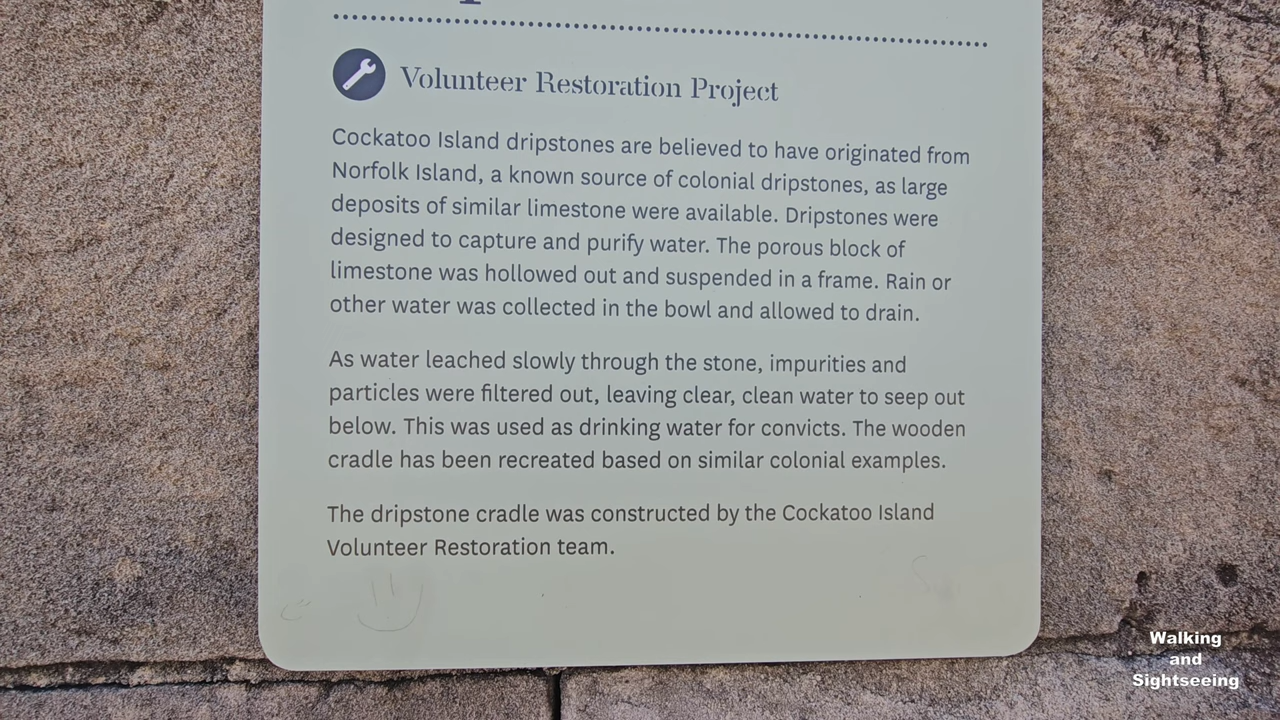 Volunteer Restoration Project
Cockatoo Island dripstones are believed to have originated from
Norfolk Island, a known source of colonial dripstones, as large
deposits of similar limestone were available. Dripstones were
designed to capture and purify water. The porous block of
limestone was hollowed out and suspended in a frame. Rain or
other water was collected in the bowl and allowed to drain.
As water leached slowly through the stone, impurities and
particles were filtered out, leaving clear, clean water to seep out
below. This was used as drinking water for convicts. The wooden
cradle has been recreated based on similar colonial examples.
The dripstone cradle was constructed by the Cockatoo Island
Volunteer Restoration team.
Walking
and
Sightseeing